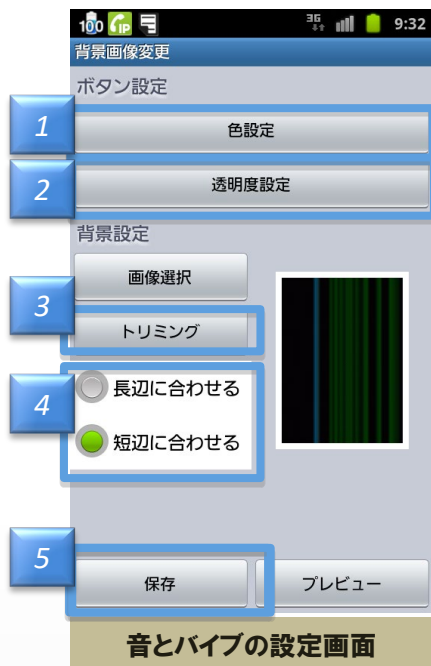 100 iP 3G 9:32
背景画像変更
ボタン設定
1 色設定
2 透明度設定
背景設定
画像選択
3 トリミング
4 長辺に合わせる
短辺に合わせる
5 保存 プレビュー
音とバイブの設定画面